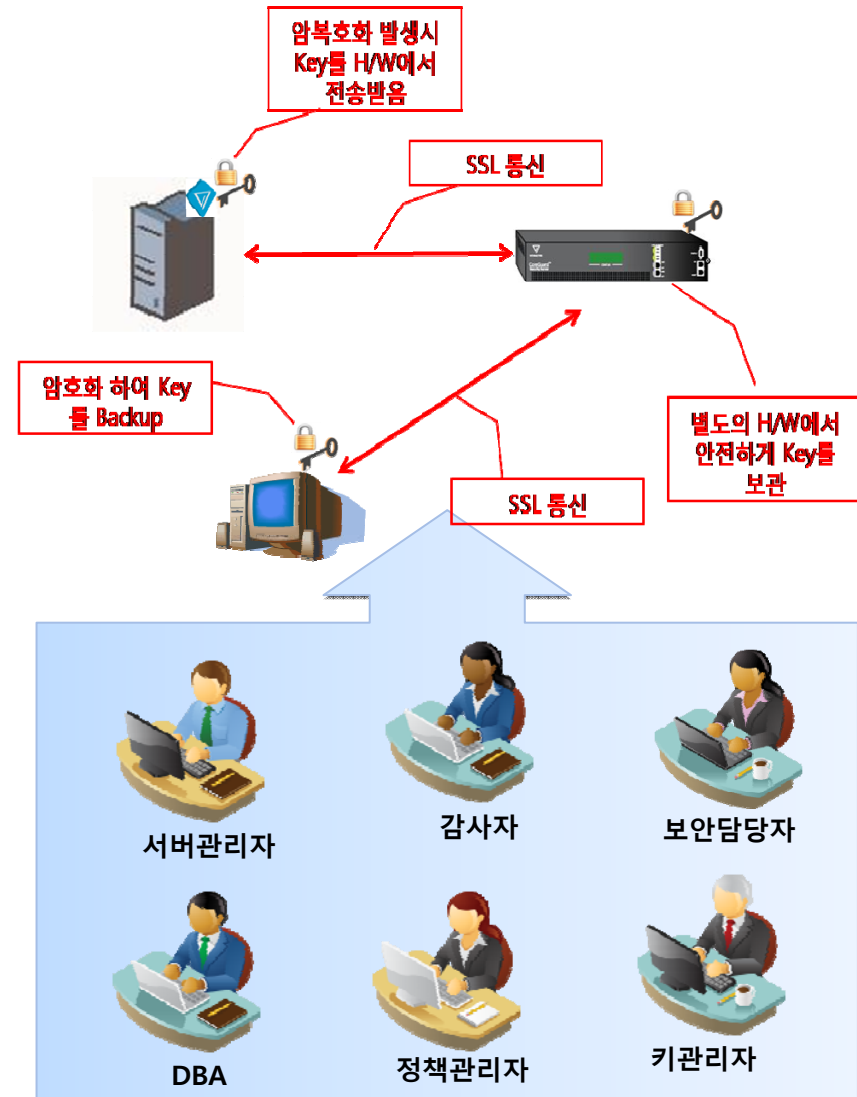 암복호화 발생시
Key를 H/W에서
전송받음
SSL 통신
암호화 하여 Key
를 Backup
별도의 H/W에서
안전하게 Key를
보관
SSL 통신
서버관리자
감사자
보안담당자
DBA
정책관리자
키관리자